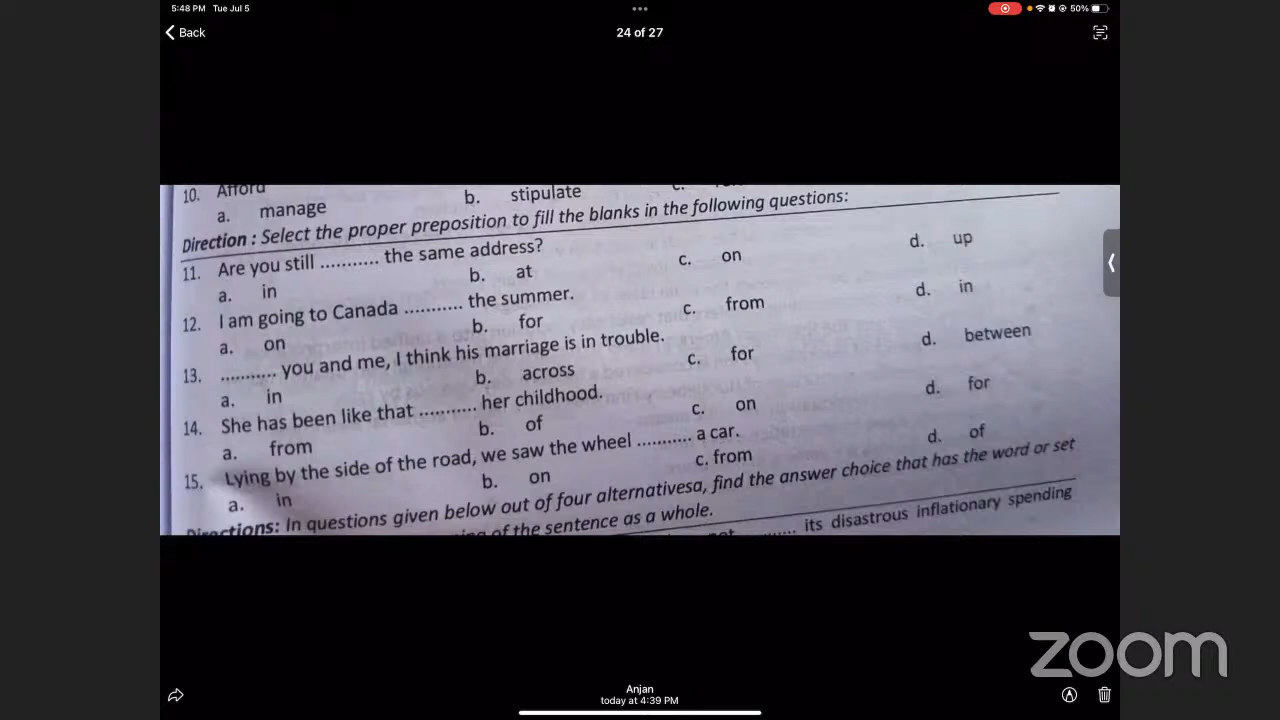 5:48 PM Tue Jul 5
50%
Back
24 of 27
10. Afford
a. manage b. stipulate c.
Direction : Select the proper preposition to fill the blanks in the following questions:
11. Are you still ........... the same address?
a. in b. at c. on d. up
12. I am going to Canada ........... the summer.
a. on b. for c. from d. in
13. ........... you and me, I think his marriage is in trouble.
a. in b. across c. for d. between
14. She has been like that ........... her childhood.
a. from b. of c. on d. for
15. Lying by the side of the road, we saw the wheel ........... a car.
a. in b. on c. from d. of
Directions: In questions given below out of four alternativesa, find the answer choice that has the word or set
of the sentence as a whole.
not ........ its disastrous inflationary spending
zoom
Anjan
today at 4:39 PM